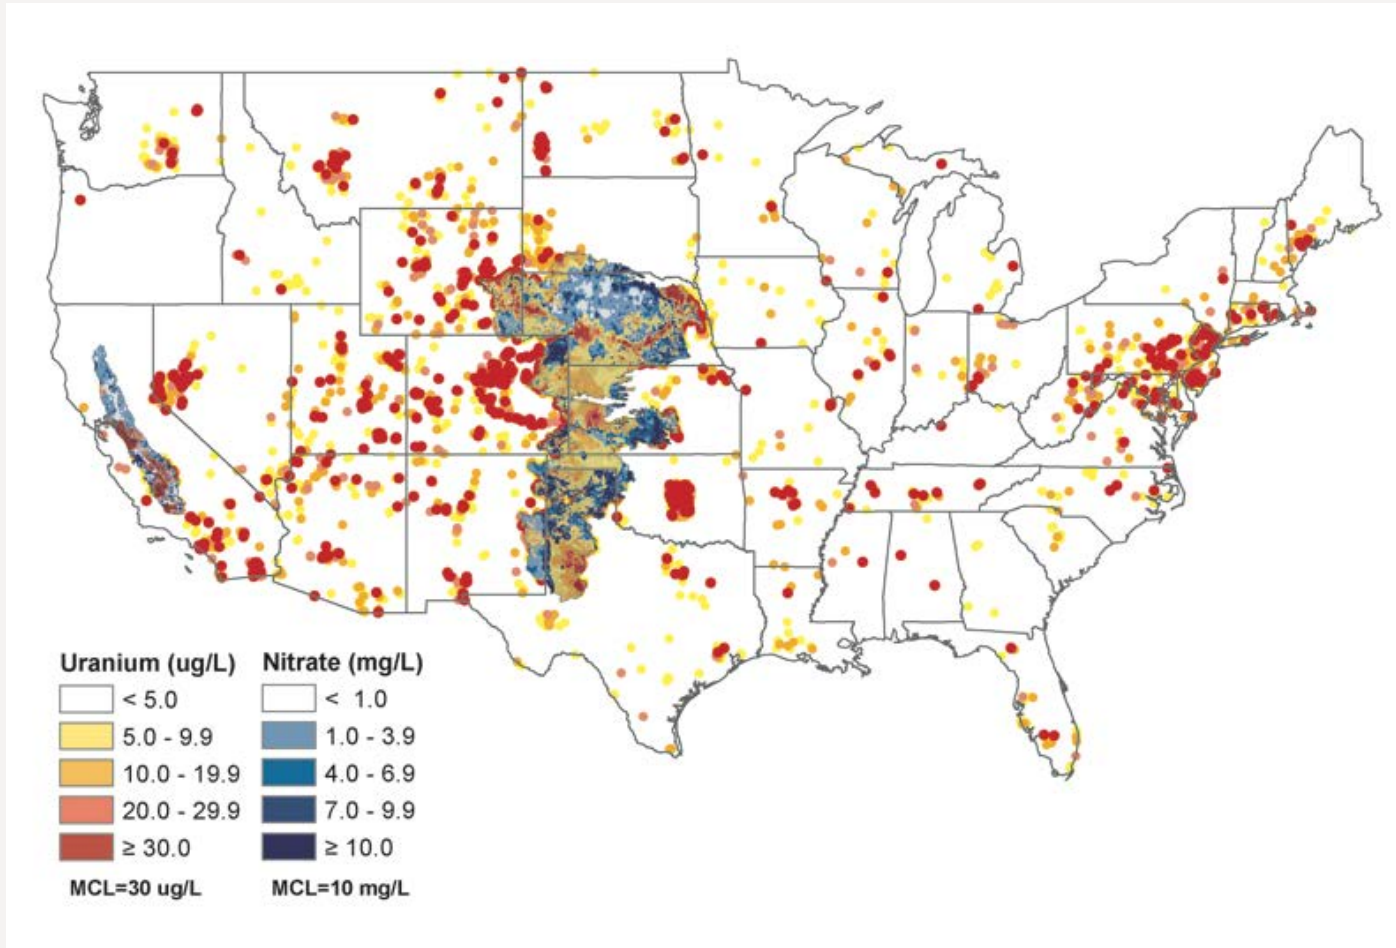 Uranium (ug/L) Nitrate (mg/L)
< 5.0 < 1.0
5.0 - 9.9 1.0 - 3.9
10.0 - 19.9 4.0 - 6.9
20.0 - 29.9 7.0 - 9.9
≥ 30.0 ≥ 10.0
MCL=30 ug/L MCL=10 mg/L